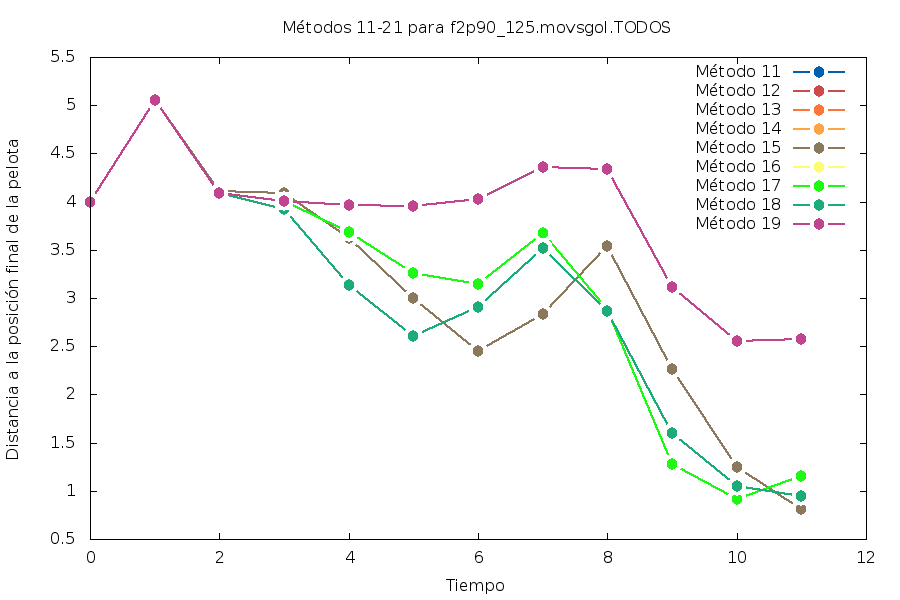 Métodos 11-21 para f2p90_125.movsgol.TODOS
Distancia a la posición final de la pelota
5.5
5
4.5
4
3.5
3
2.5
2
1.5
1
0.5
Método 11
Método 12
Método 13
Método 14
Método 15
Método 16
Método 17
Método 18
Método 19
0 2 4 6 8 10 12
Tiempo